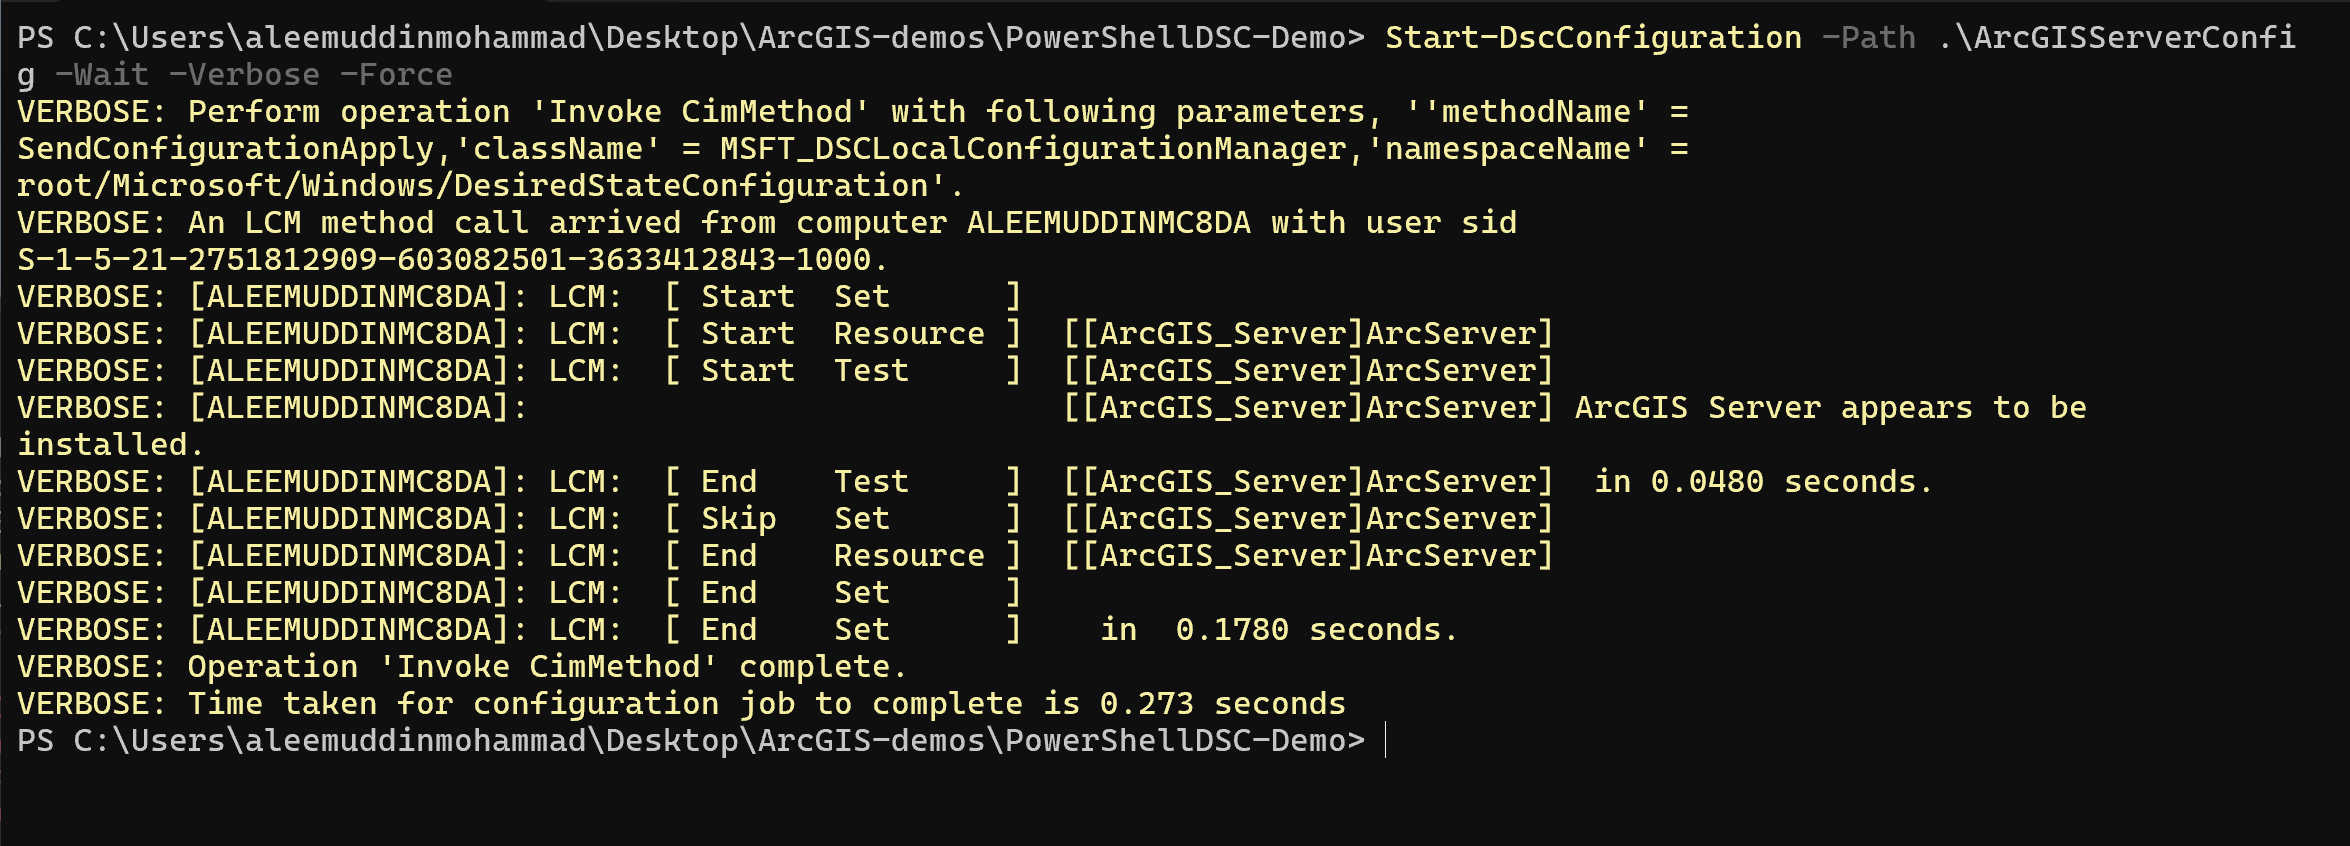 PS C:\Users\aleemuddinmohammad\Desktop\ArcGIS-demos\PowerShellDSC-Demo> Start-DscConfiguration -Path .\ArcGISServerConfi
g -Wait -Verbose -Force
VERBOSE: Perform operation 'Invoke CimMethod' with following parameters, ''methodName' =
SendConfigurationApply,'className' = MSFT_DSCLocalConfigurationManager,'namespaceName' =
root/Microsoft/Windows/DesiredStateConfiguration'.
VERBOSE: An LCM method call arrived from computer ALEEMUDDINMC8DA with user sid
S-1-5-21-2751812909-603082501-3633412843-1000.
VERBOSE: [ALEEMUDDINMC8DA]: LCM:  [ Start  Set      ]
VERBOSE: [ALEEMUDDINMC8DA]: LCM:  [ Start  Resource ]  [[ArcGIS_Server]ArcServer]
VERBOSE: [ALEEMUDDINMC8DA]: LCM:  [ Start  Test     ]  [[ArcGIS_Server]ArcServer]
VERBOSE: [ALEEMUDDINMC8DA]:                            [[ArcGIS_Server]ArcServer] ArcGIS Server appears to be
installed.
VERBOSE: [ALEEMUDDINMC8DA]: LCM:  [ End    Test     ]  [[ArcGIS_Server]ArcServer]  in 0.0480 seconds.
VERBOSE: [ALEEMUDDINMC8DA]: LCM:  [ Skip   Set      ]  [[ArcGIS_Server]ArcServer]
VERBOSE: [ALEEMUDDINMC8DA]: LCM:  [ End    Resource ]  [[ArcGIS_Server]ArcServer]
VERBOSE: [ALEEMUDDINMC8DA]: LCM:  [ End    Set      ]
VERBOSE: [ALEEMUDDINMC8DA]: LCM:  [ End    Set      ]    in  0.1780 seconds.
VERBOSE: Operation 'Invoke CimMethod' complete.
VERBOSE: Time taken for configuration job to complete is 0.273 seconds
PS C:\Users\aleemuddinmohammad\Desktop\ArcGIS-demos\PowerShellDSC-Demo>